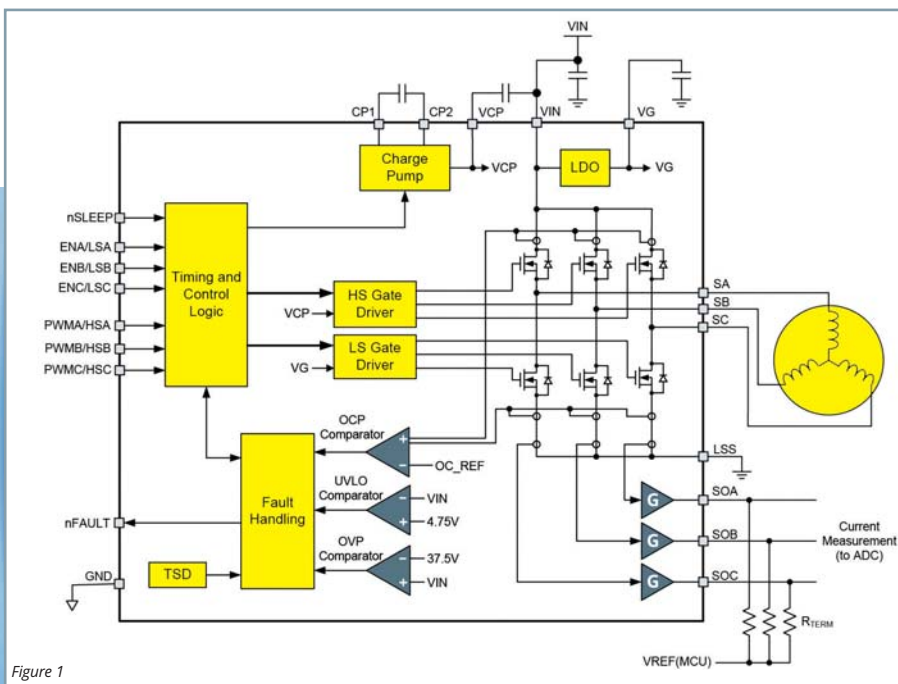 VIN
CP1
CP2
VCP
VIN
VG
Charge
Pump
VCP
LDO
VG
nSLEEP
ENA/LSA
ENB/LSB
ENC/LSC
PWMA/HSA
PWMB/HSB
PWMC/HSC
Timing and
Control
Logic
HS Gate
Driver
VCP
LS Gate
Driver
VG
SA
SB
SC
OCP
Comparator
+
−
OC_REF
UVLO
Comparator
−
+
VIN
4.75V
OVP
Comparator
−
+
37.5V
VIN
Fault
Handling
TSD
nFAULT
GND
LSS
G
SOA
G
SOB
G
SOC
Current
Measurement
(to ADC)
RTERM
VREF(MCU)
Figure 1